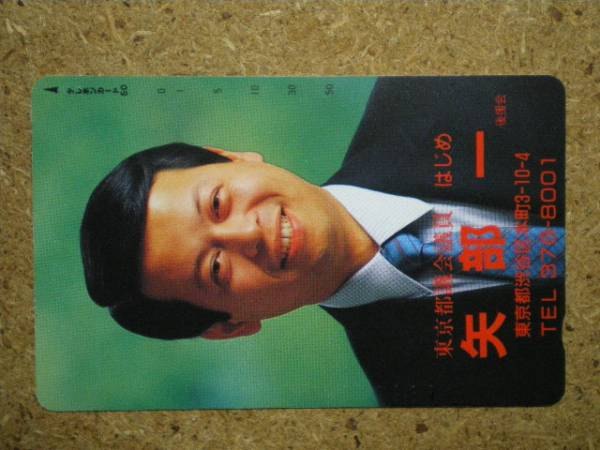 テレホンカード 50
0 1 5 10 30 50
東京都議会議員 はじめ
矢部 一
後援会
東京都渋谷区本町3-10-4
TEL 376-8001